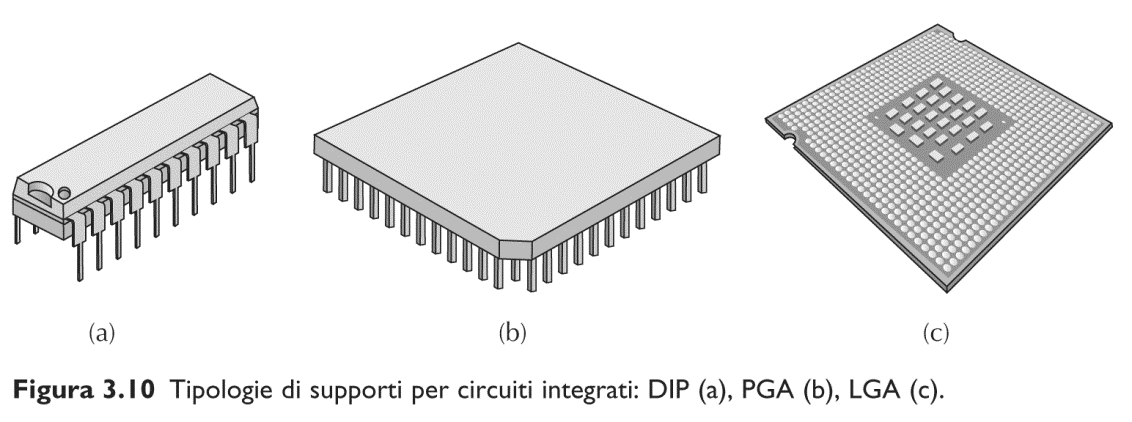 (a) (b) (c)
Figura 3.10 Tipologie di supporti per circuiti integrati: DIP (a), PGA (b), LGA (c).